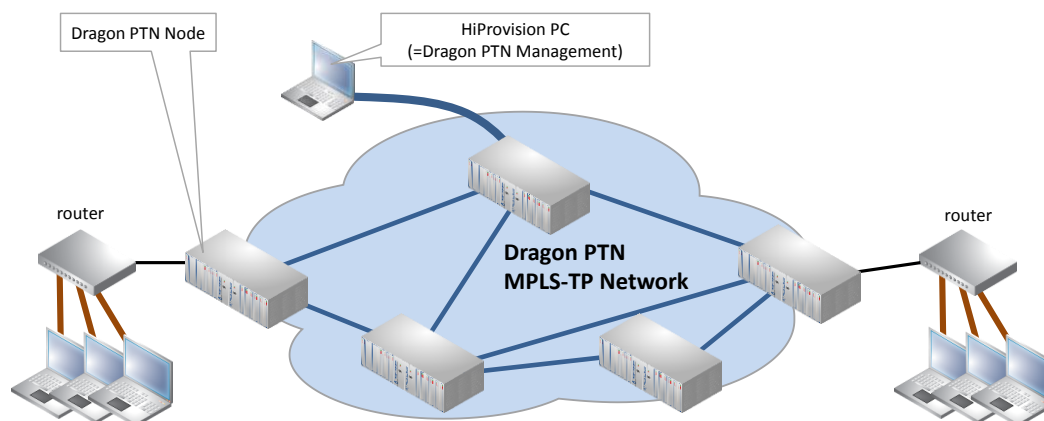 Dragon PTN Node
HiProvision PC
(=Dragon PTN Management)
router
router
Dragon PTN
MPLS-TP Network